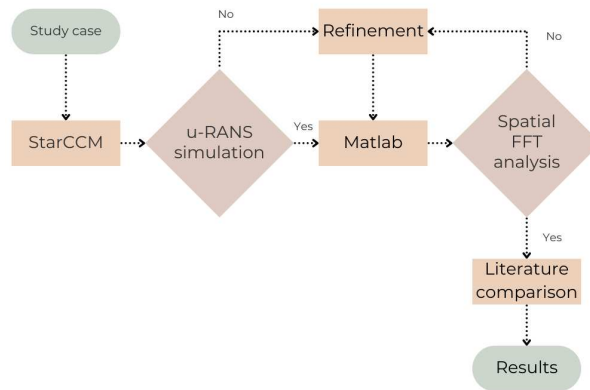 Study case
No
Refinement
No
StarCCM
u-RANS
simulation
Yes
Matlab
Spatial
FFT
analysis
Yes
Literature
comparison
Results